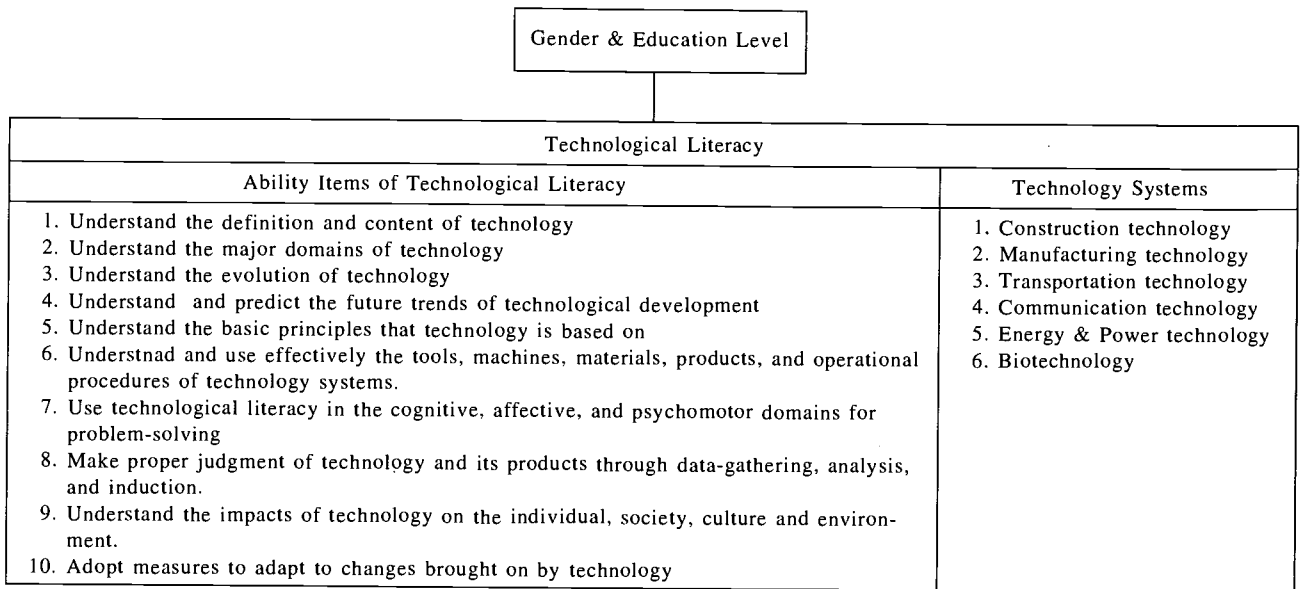 Gender & Education Level
Technological Literacy
Ability Items of Technological Literacy
1. Understand the definition and content of technology
2. Understand the major domains of technology
3. Understand the evolution of technology
4. Understand and predict the future trends of technological development
5. Understand the basic principles that technology is based on
6. Understnad and use effectively the tools, machines, materials, products, and operational
procedures of technology systems.
7. Use technological literacy in the cognitive, affective, and psychomotor domains for
problem-solving
8. Make proper judgment of technology and its products through data-gathering, analysis,
and induction.
9. Understand the impacts of technology on the individual, society, culture and environ-
ment.
10. Adopt measures to adapt to changes brought on by technology
Technology Systems
1. Construction technology
2. Manufacturing technology
3. Transportation technology
4. Communication technology
5. Energy & Power technology
6. Biotechnology